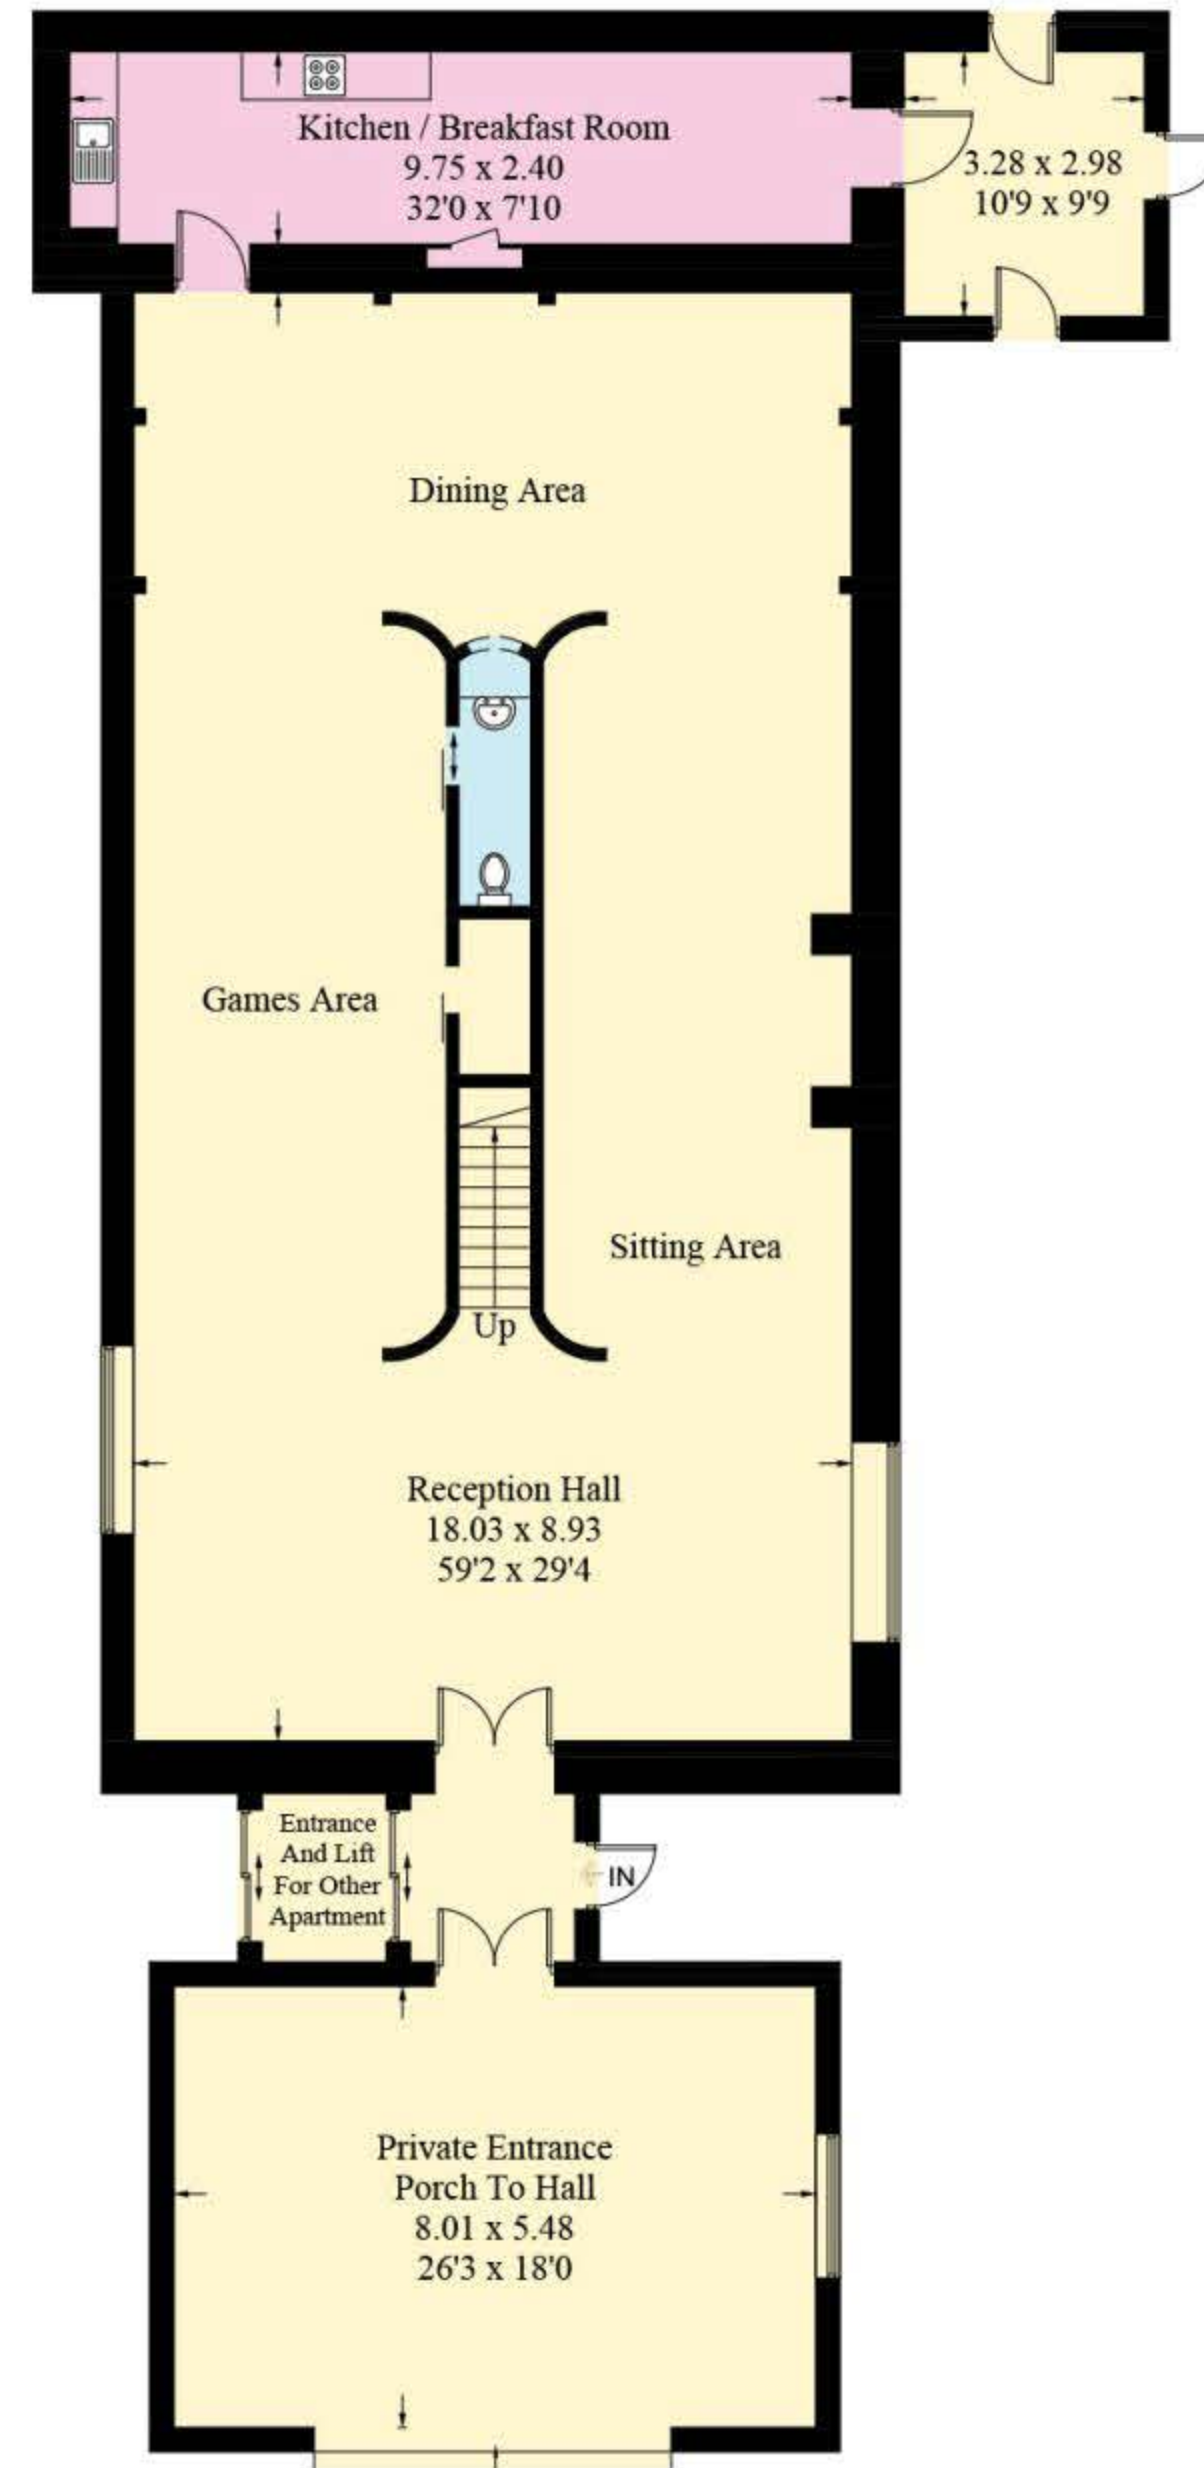 Kitchen / Breakfast Room
9.75 x 2.40
32'0 x 7'10
3.28 x 2.98
10'9 x 9'9
Dining Area
Games Area
Sitting Area
Up
Reception Hall
18.03 x 8.93
59'2 x 29'4
Entrance
And Lift
For Other
Apartment
IN
Private Entrance
Porch To Hall
8.01 x 5.48
26'3 x 18'0